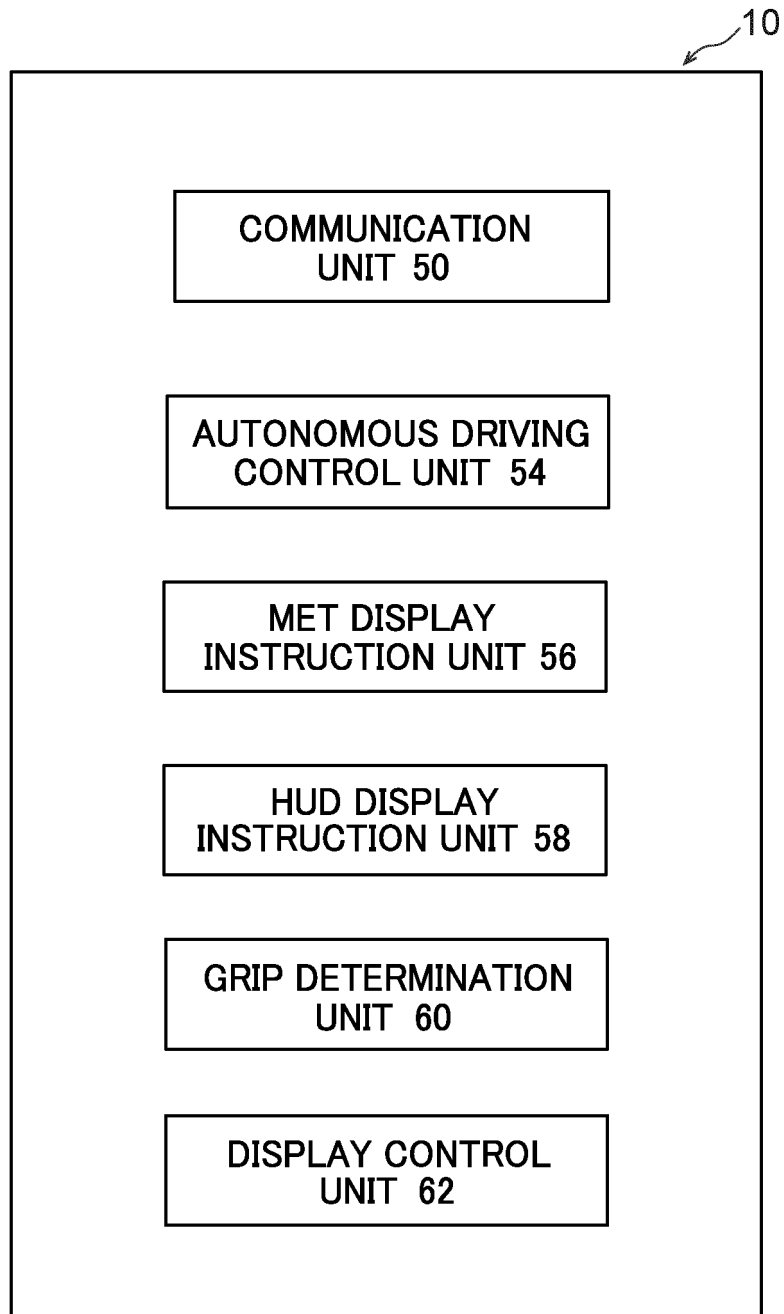 10
COMMUNICATION
UNIT 50
AUTONOMOUS DRIVING
CONTROL UNIT 54
MET DISPLAY
INSTRUCTION UNIT 56
HUD DISPLAY
INSTRUCTION UNIT 58
GRIP DETERMINATION
UNIT 60
DISPLAY CONTROL
UNIT 62